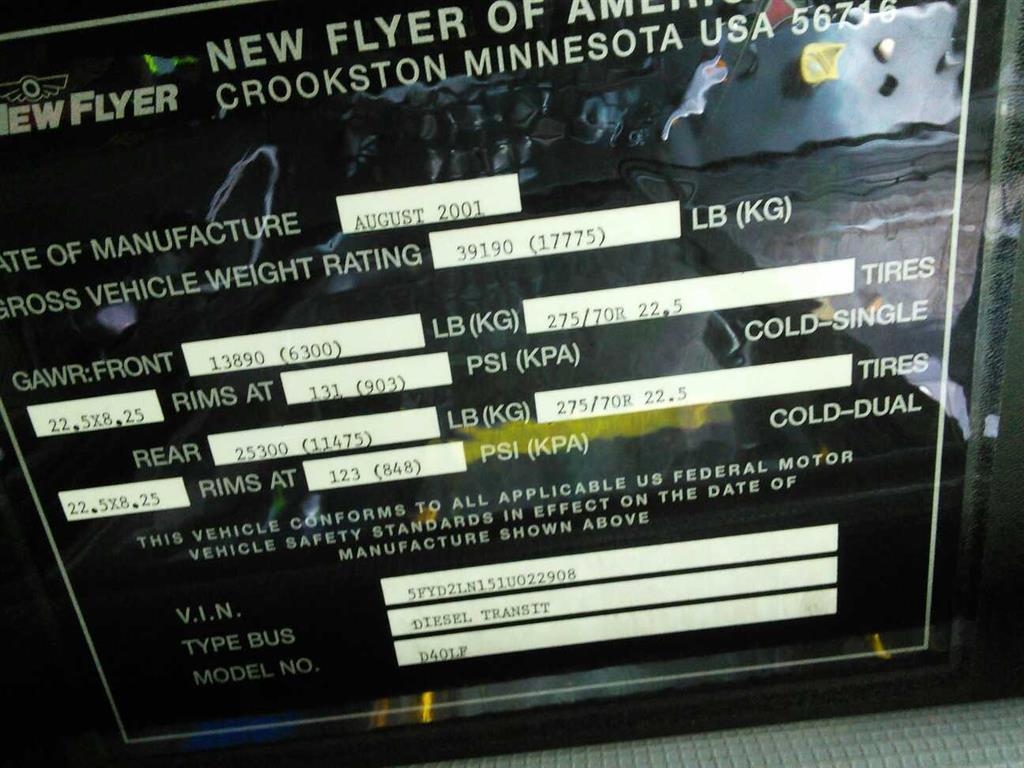 NEW FLYER OF AMERICA
CROOKSTON MINNESOTA USA 56716
NEW FLYER
DATE OF MANUFACTURE AUGUST 2001
GROSS VEHICLE WEIGHT RATING 39190 (17775) LB (KG)
GAWR:FRONT 13890 (6300) LB (KG) 275/70R 22.5 TIRES
22.5X8.25 RIMS AT 131 (903) PSI (KPA) COLD-SINGLE
REAR 25300 (11475) LB (KG) 275/70R 22.5 TIRES
22.5X8.25 RIMS AT 123 (848) PSI (KPA) COLD-DUAL
THIS VEHICLE CONFORMS TO ALL APPLICABLE US FEDERAL MOTOR
VEHICLE SAFETY STANDARDS IN EFFECT ON THE DATE OF
MANUFACTURE SHOWN ABOVE
V.I.N. 5FYD2LN151U022908
TYPE BUS DIESEL TRANSIT
MODEL NO. D40LF